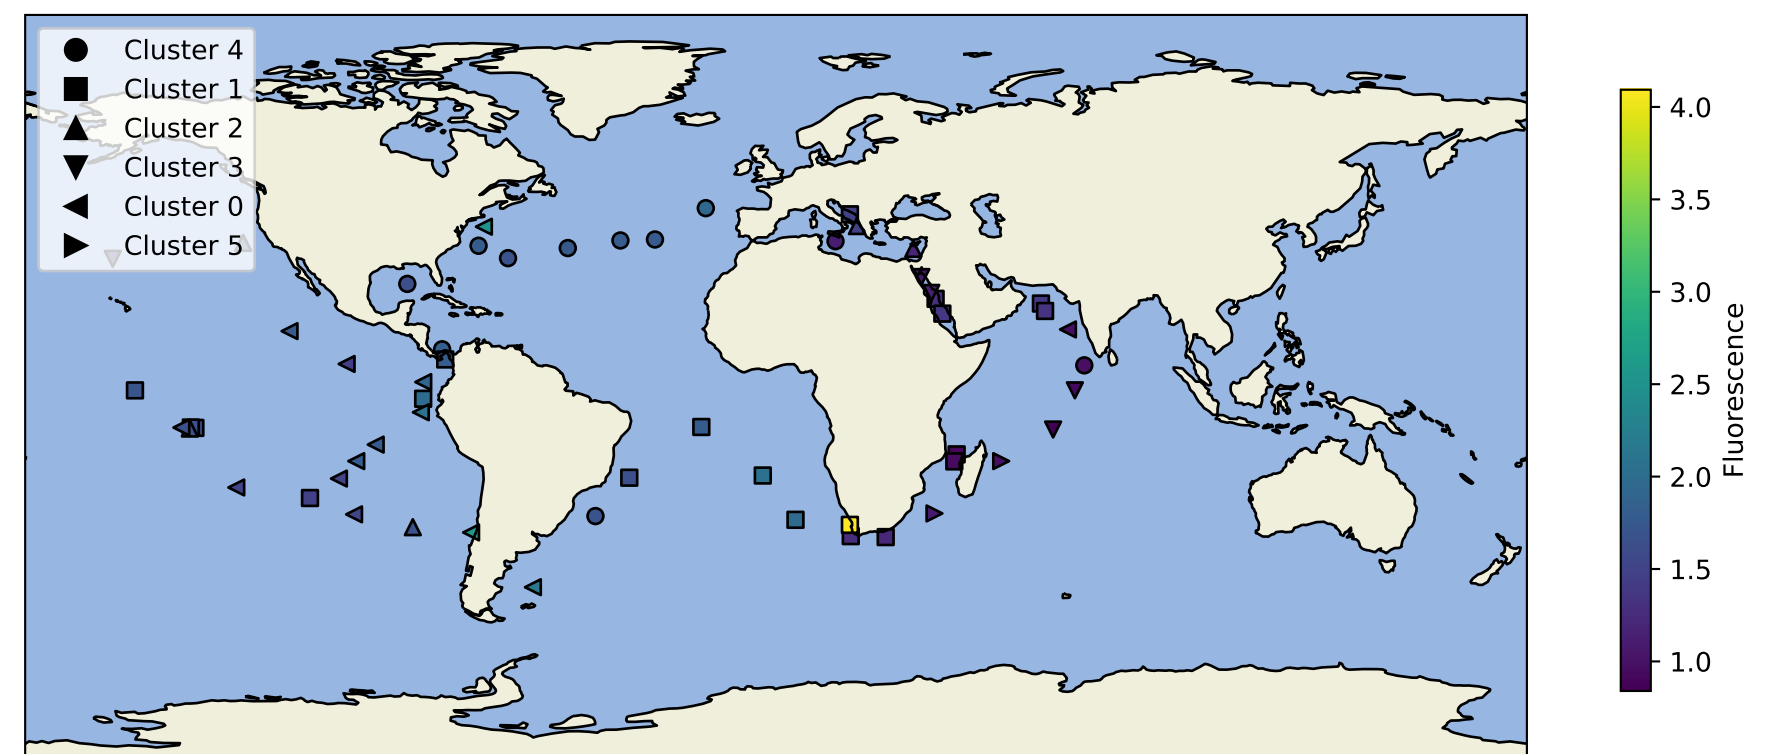 Cluster 4
Cluster 1
Cluster 2
Cluster 3
Cluster 0
Cluster 5
4.0
3.5
3.0
2.5
2.0
1.5
1.0
Fluorescence